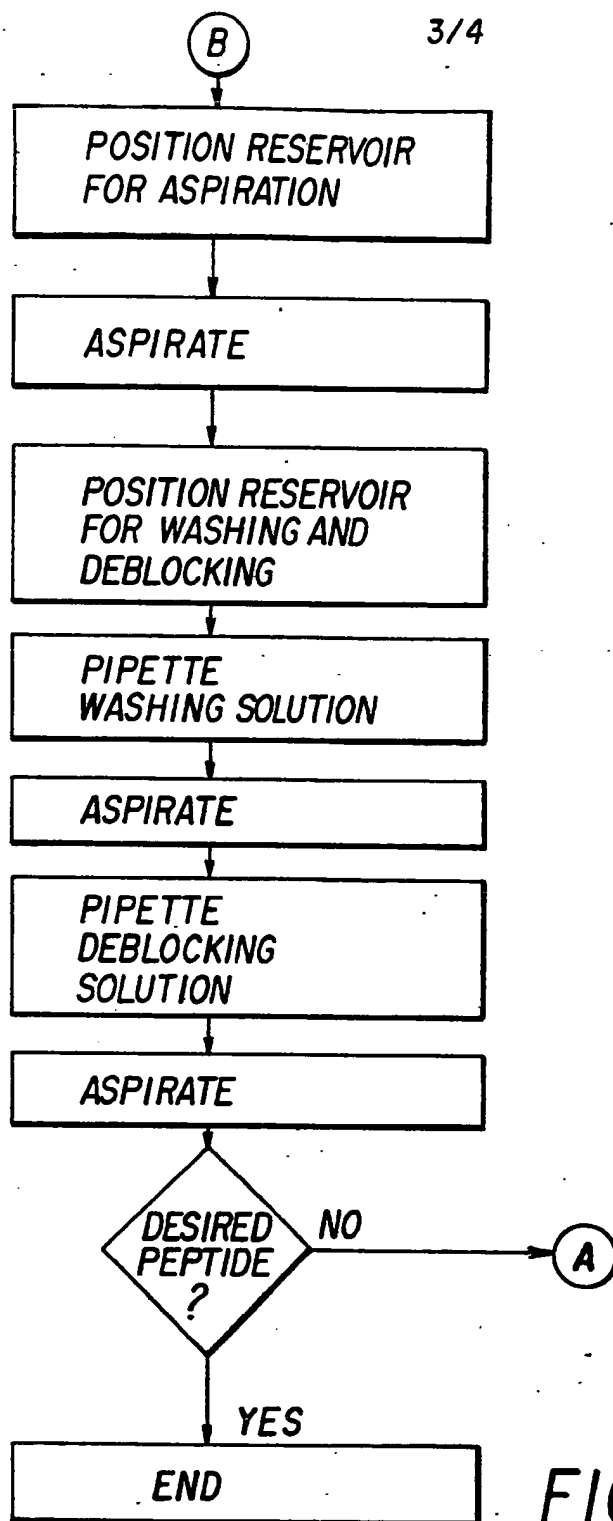 B
3/4
POSITION RESERVOIR
FOR ASPIRATION
ASPIRATE
POSITION RESERVOIR
FOR WASHING AND
DEBLOCKING
PIPETTE
WASHING SOLUTION
ASPIRATE
PIPETTE
DEBLOCKING
SOLUTION
ASPIRATE
DESIRED
PEPTIDE
?
NO
A
YES
END